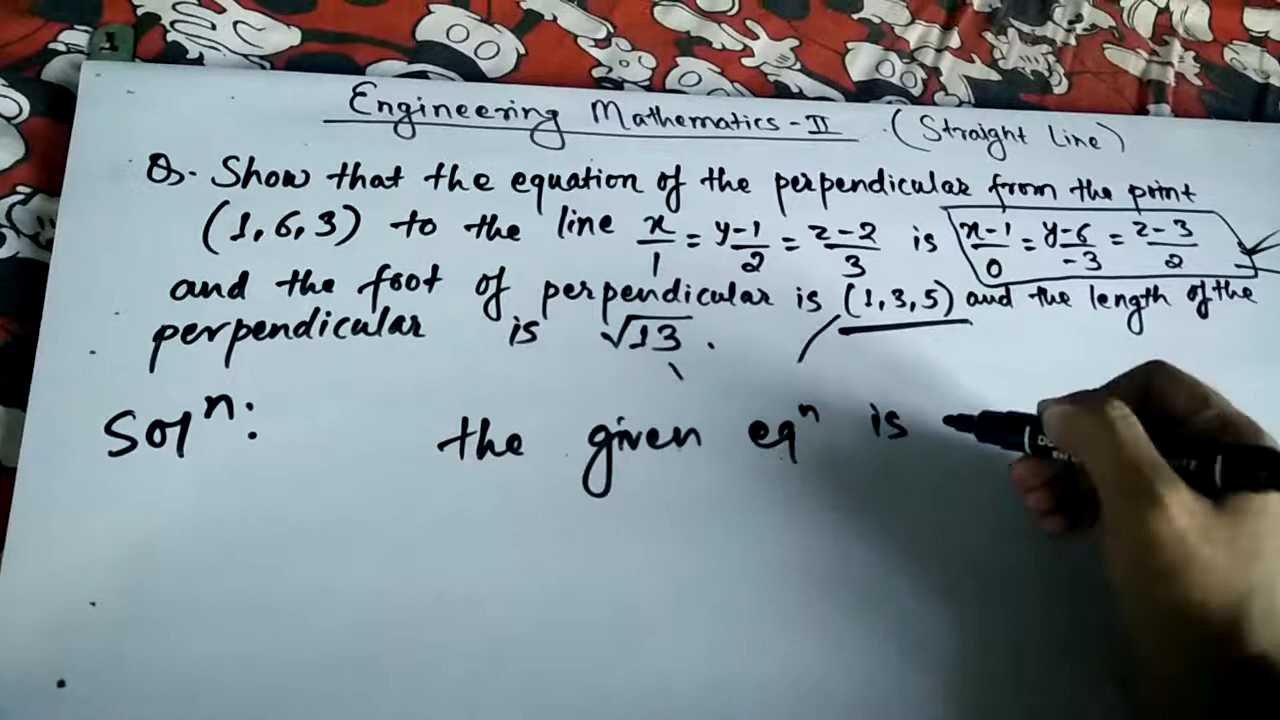 1
Engineering Mathematics-II (Straight Line)
Q. Show that the equation of the perpendicular from the point
(1,6,3) to the line x/1 = y-1/2 = z-2/3 is x-1/0 = y-6/-3 = z-3/2
and the foot of perpendicular is (1,3,5) and the length of the
perpendicular is √13.
Solⁿ: the given eqⁿ is